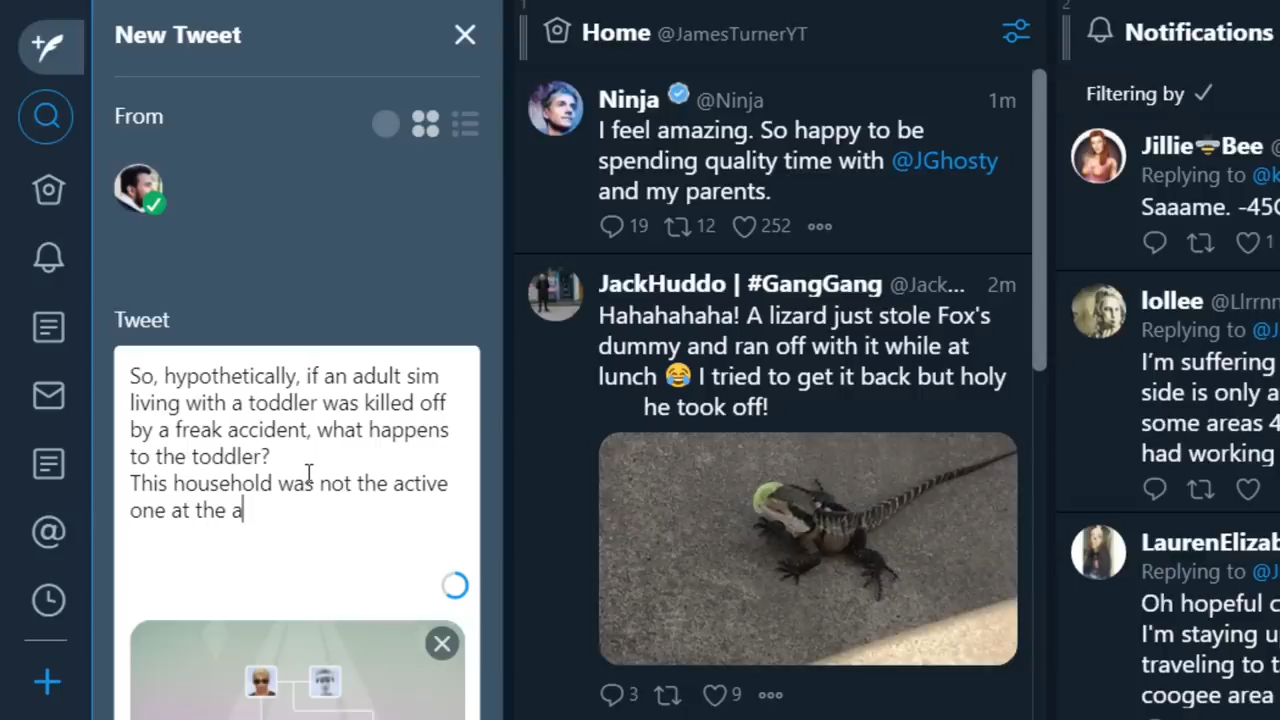 New Tweet
From
Tweet
So, hypothetically, if an adult sim
living with a toddler was killed off
by a freak accident, what happens
to the toddler?
This household was not the active
one at the a
1
Home @JamesTurnerYT
Ninja @Ninja 1m
I feel amazing. So happy to be
spending quality time with @JGhosty
and my parents.
19 12 252
JackHuddo | #GangGang @Jack... 2m
Hahahahaha! A lizard just stole Fox's
dummy and ran off with it while at
lunch 😂 I tried to get it back but holy
he took off!
3 9
2
Notifications
Filtering by
Jillie🐝Bee @
Replying to @k
Saaame. -450
1
lollee @Llrrn
Replying to @J
I'm suffering
side is only a
some areas 4
had working
LaurenElizab
Replying to @J
Oh hopeful c
I'm staying u
traveling to t
coogee area